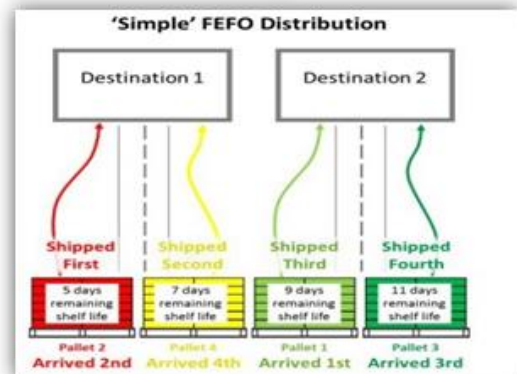 'Simple' FEFO Distribution
Destination 1
Destination 2
Shipped First
Shipped Second
Shipped Third
Shipped Fourth
5 days remaining shelf life
7 days remaining shelf life
9 days remaining shelf life
11 days remaining shelf life
Pallet 2
Pallet 4
Pallet 1
Pallet 3
Arrived 2nd
Arrived 4th
Arrived 1st
Arrived 3rd